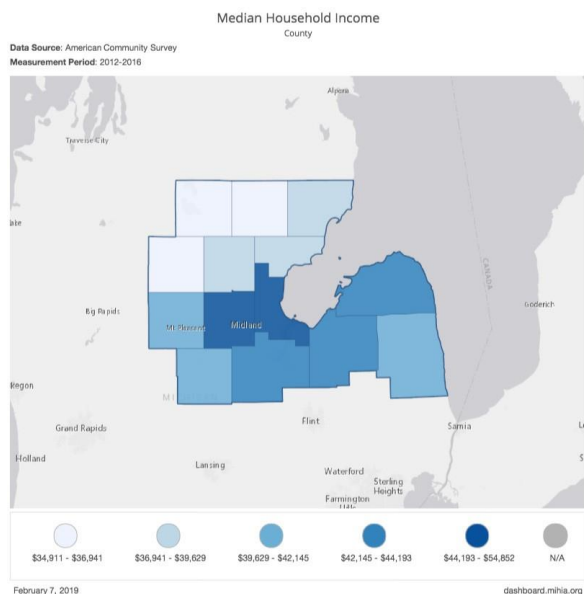 Median Household Income
County
Data Source: American Community Survey
Measurement Period: 2012-2016
Alpena
Traverse City
lake
CANADA
Goderich
Big Rapids
Mt Pleasant
Midland
egon
Grand Rapids
Flint
Sarnia
Holland
Lansing
Waterford
Sterling
Heights
Farmington
$34,911 - $36,941
$36,941 - $39,629
$39,629 - $42,145
$42,145 - $44,193
$44,193 - $54,852
N/A
February 7, 2019
dashboard.mihia.org